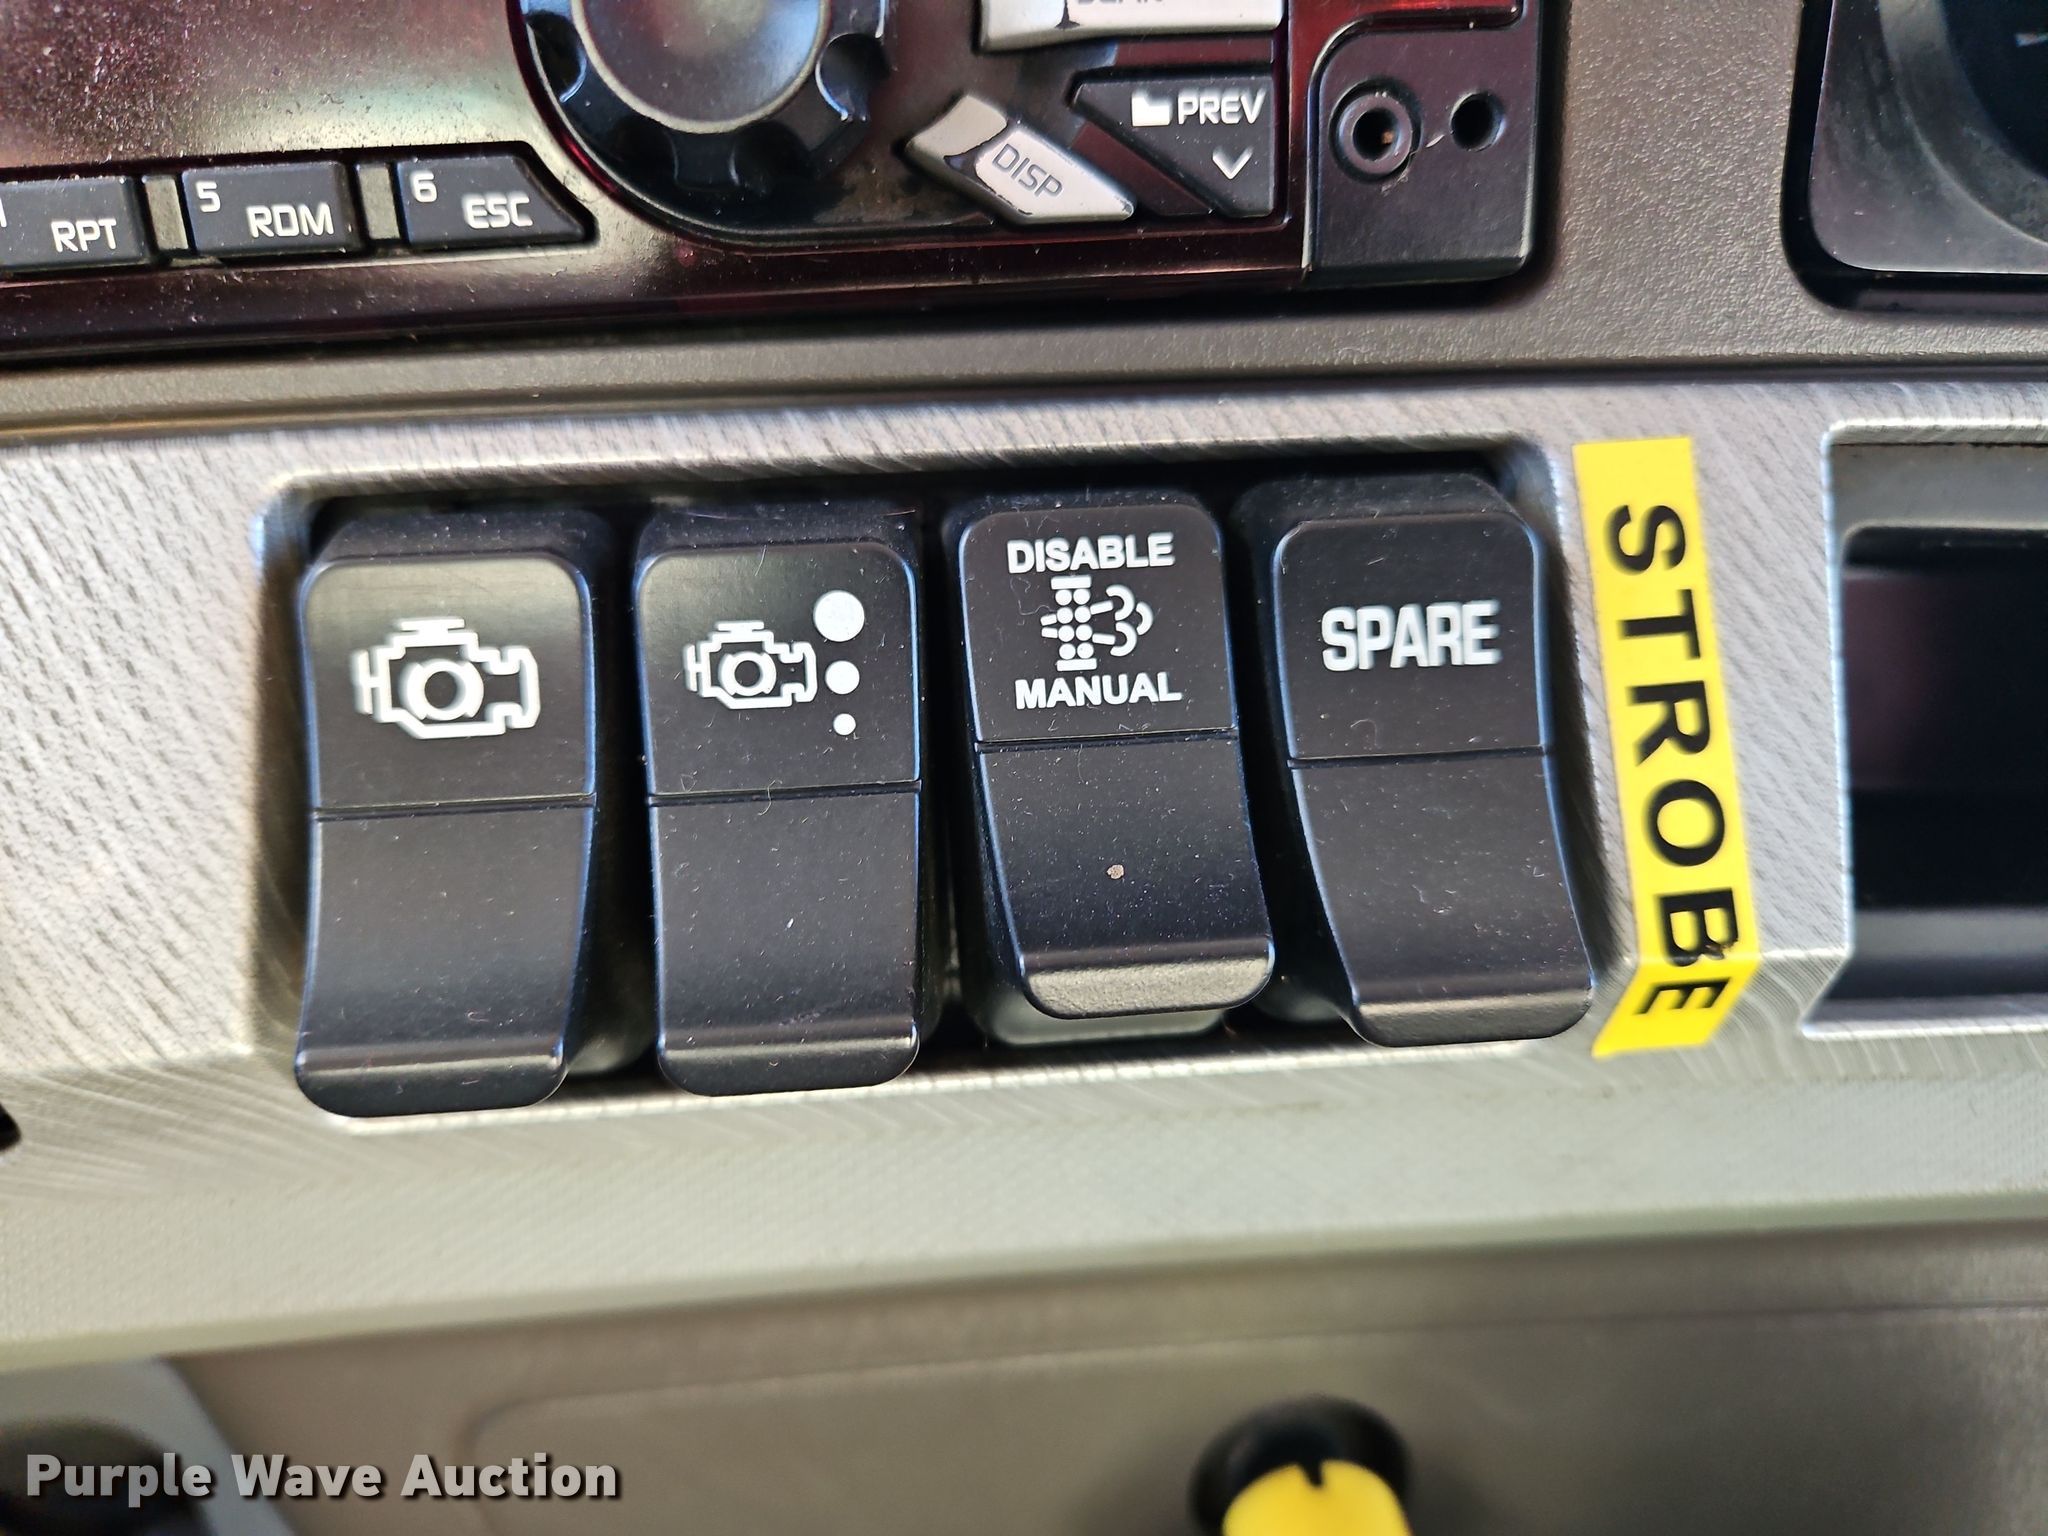 PREV
DISP
RPT
5 RDM
6 ESC
DISABLE
MANUAL
SPARE
STROBE
Purple Wave Auction